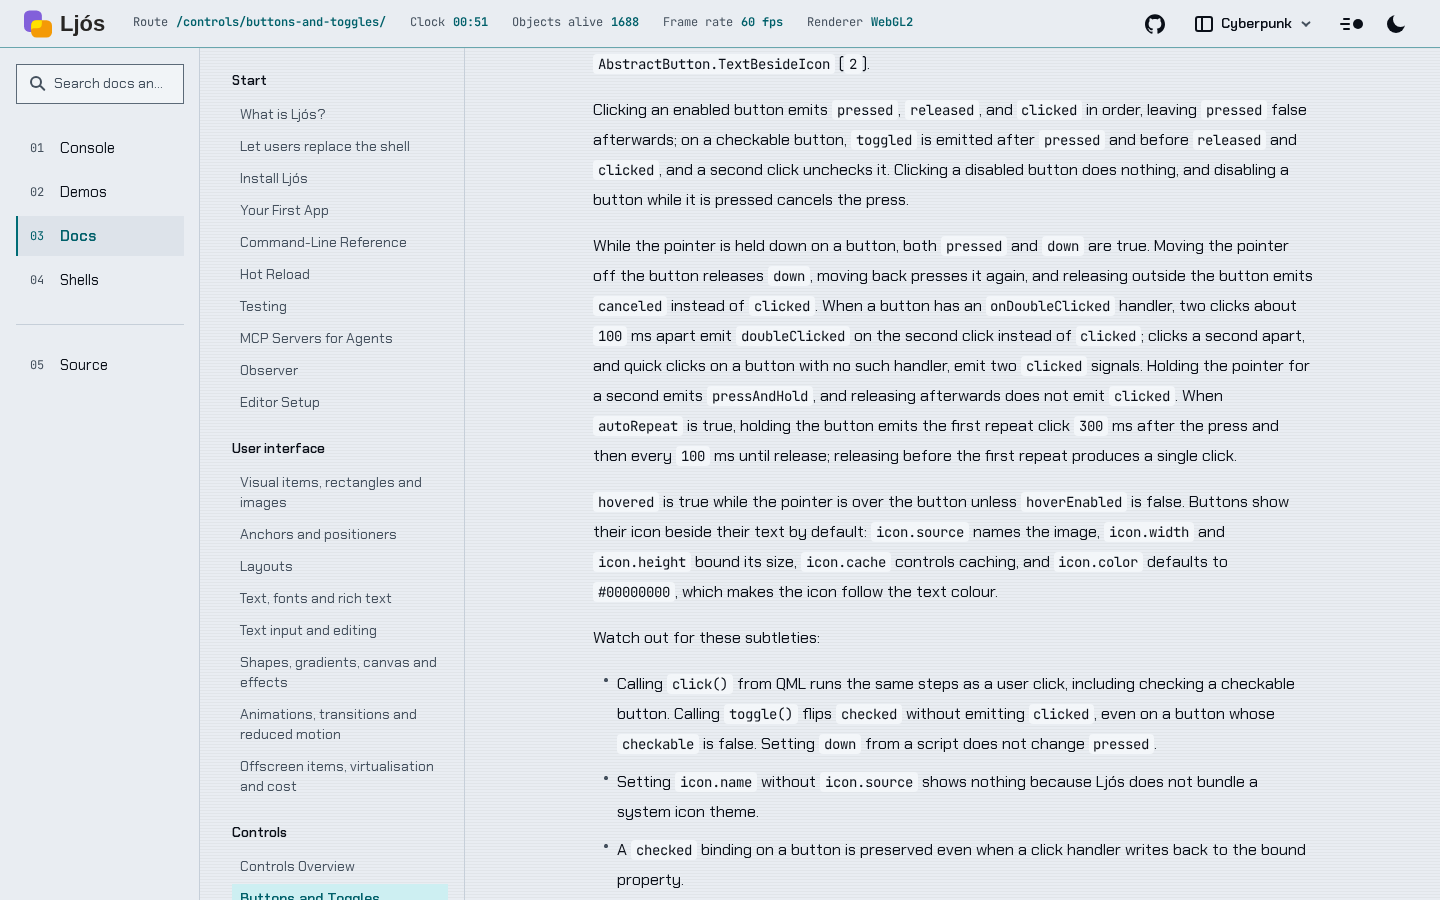 Ljós
Route /controls/buttons-and-toggles/
Clock 00:51
Objects alive 1688
Frame rate 60 fps
Renderer WebGL2
Cyberpunk
Search docs an...
01 Console
02 Demos
03 Docs
04 Shells
05 Source
Start
What is Ljós?
Let users replace the shell
Install Ljós
Your First App
Command-Line Reference
Hot Reload
Testing
MCP Servers for Agents
Observer
Editor Setup
User interface
Visual items, rectangles and
images
Anchors and positioners
Layouts
Text, fonts and rich text
Text input and editing
Shapes, gradients, canvas and
effects
Animations, transitions and
reduced motion
Offscreen items, virtualisation
and cost
Controls
Controls Overview
Buttons and Toggles
AbstractButton.TextBesideIcon ( 2 ).
Clicking an enabled button emits pressed, released, and clicked in order, leaving pressed false
afterwards; on a checkable button, toggled is emitted after pressed and before released and
clicked, and a second click unchecks it. Clicking a disabled button does nothing, and disabling a
button while it is pressed cancels the press.
While the pointer is held down on a button, both pressed and down are true. Moving the pointer
off the button releases down, moving back presses it again, and releasing outside the button emits
canceled instead of clicked. When a button has an onDoubleClicked handler, two clicks about
100 ms apart emit doubleClicked on the second click instead of clicked; clicks a second apart,
and quick clicks on a button with no such handler, emit two clicked signals. Holding the pointer for
a second emits pressAndHold, and releasing afterwards does not emit clicked. When
autoRepeat is true, holding the button emits the first repeat click 300 ms after the press and
then every 100 ms until release; releasing before the first repeat produces a single click.
hovered is true while the pointer is over the button unless hoverEnabled is false. Buttons show
their icon beside their text by default: icon.source names the image, icon.width and
icon.height bound its size, icon.cache controls caching, and icon.color defaults to
#00000000, which makes the icon follow the text colour.
Watch out for these subtleties:
• Calling click() from QML runs the same steps as a user click, including checking a checkable
button. Calling toggle() flips checked without emitting clicked, even on a button whose
checkable is false. Setting down from a script does not change pressed.
• Setting icon.name without icon.source shows nothing because Ljós does not bundle a
system icon theme.
• A checked binding on a button is preserved even when a click handler writes back to the bound
property.